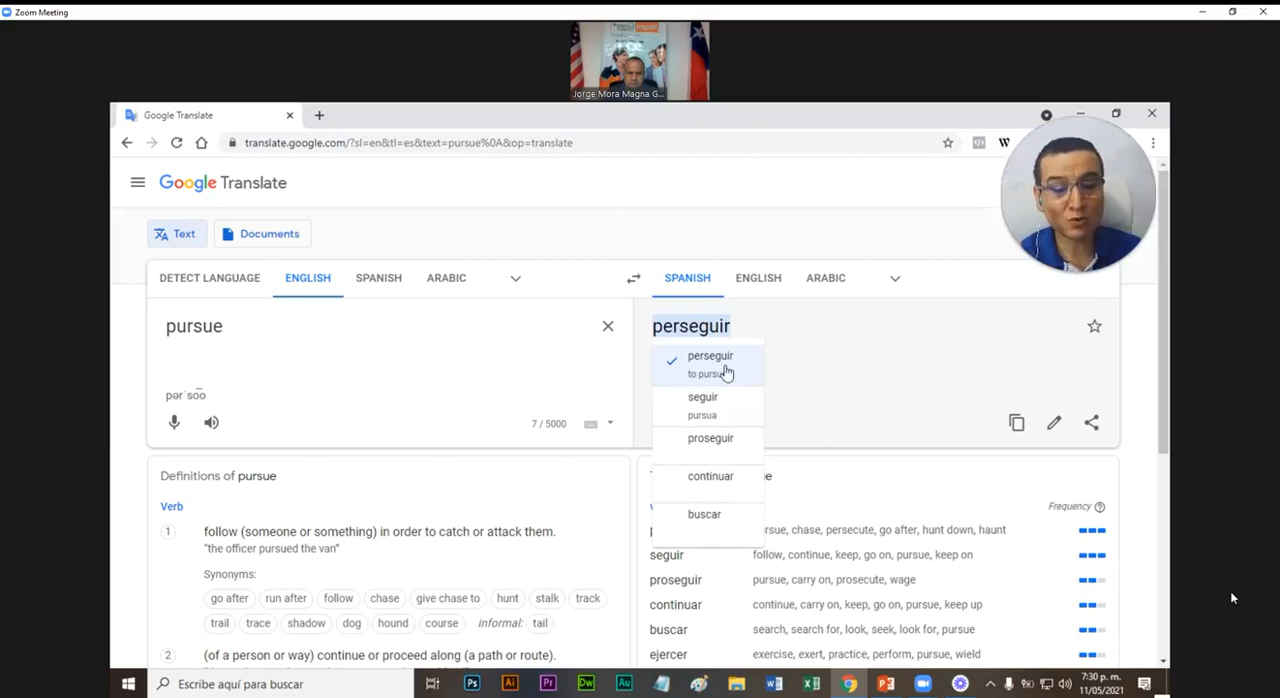 Zoom Meeting
Jorge Mora Magna G...
Google Translate
translate.google.com/?sl=en&tl=es&text=pursue%0A&op=translate
Google Translate
Text Documents
DETECT LANGUAGE ENGLISH SPANISH ARABIC
SPANISH ENGLISH ARABIC
pursue
perseguir
perseguir
to pursu
seguir
pursua
proseguir
continuar
buscar
pərˈso͞o
7 / 5000
Definitions of pursue
Verb
1 follow (someone or something) in order to catch or attack them.
"the officer pursued the van"
Synonyms:
go after run after follow chase give chase to hunt stalk track
trail trace shadow dog hound course informal: tail
2 (of a person or way) continue or proceed along (a path or route).
Frequency
rsue, chase, persecute, go after, hunt down, haunt
seguir follow, continue, keep, go on, pursue, keep on
proseguir pursue, carry on, prosecute, wage
continuar continue, carry on, keep, go on, pursue, keep up
buscar search, search for, look, seek, look for, pursue
ejercer exercise, exert, practice, perform, pursue, wield
Escribe aquí para buscar
Ps Ai Pr Dw Au
7:30 p. m.
11/05/2021